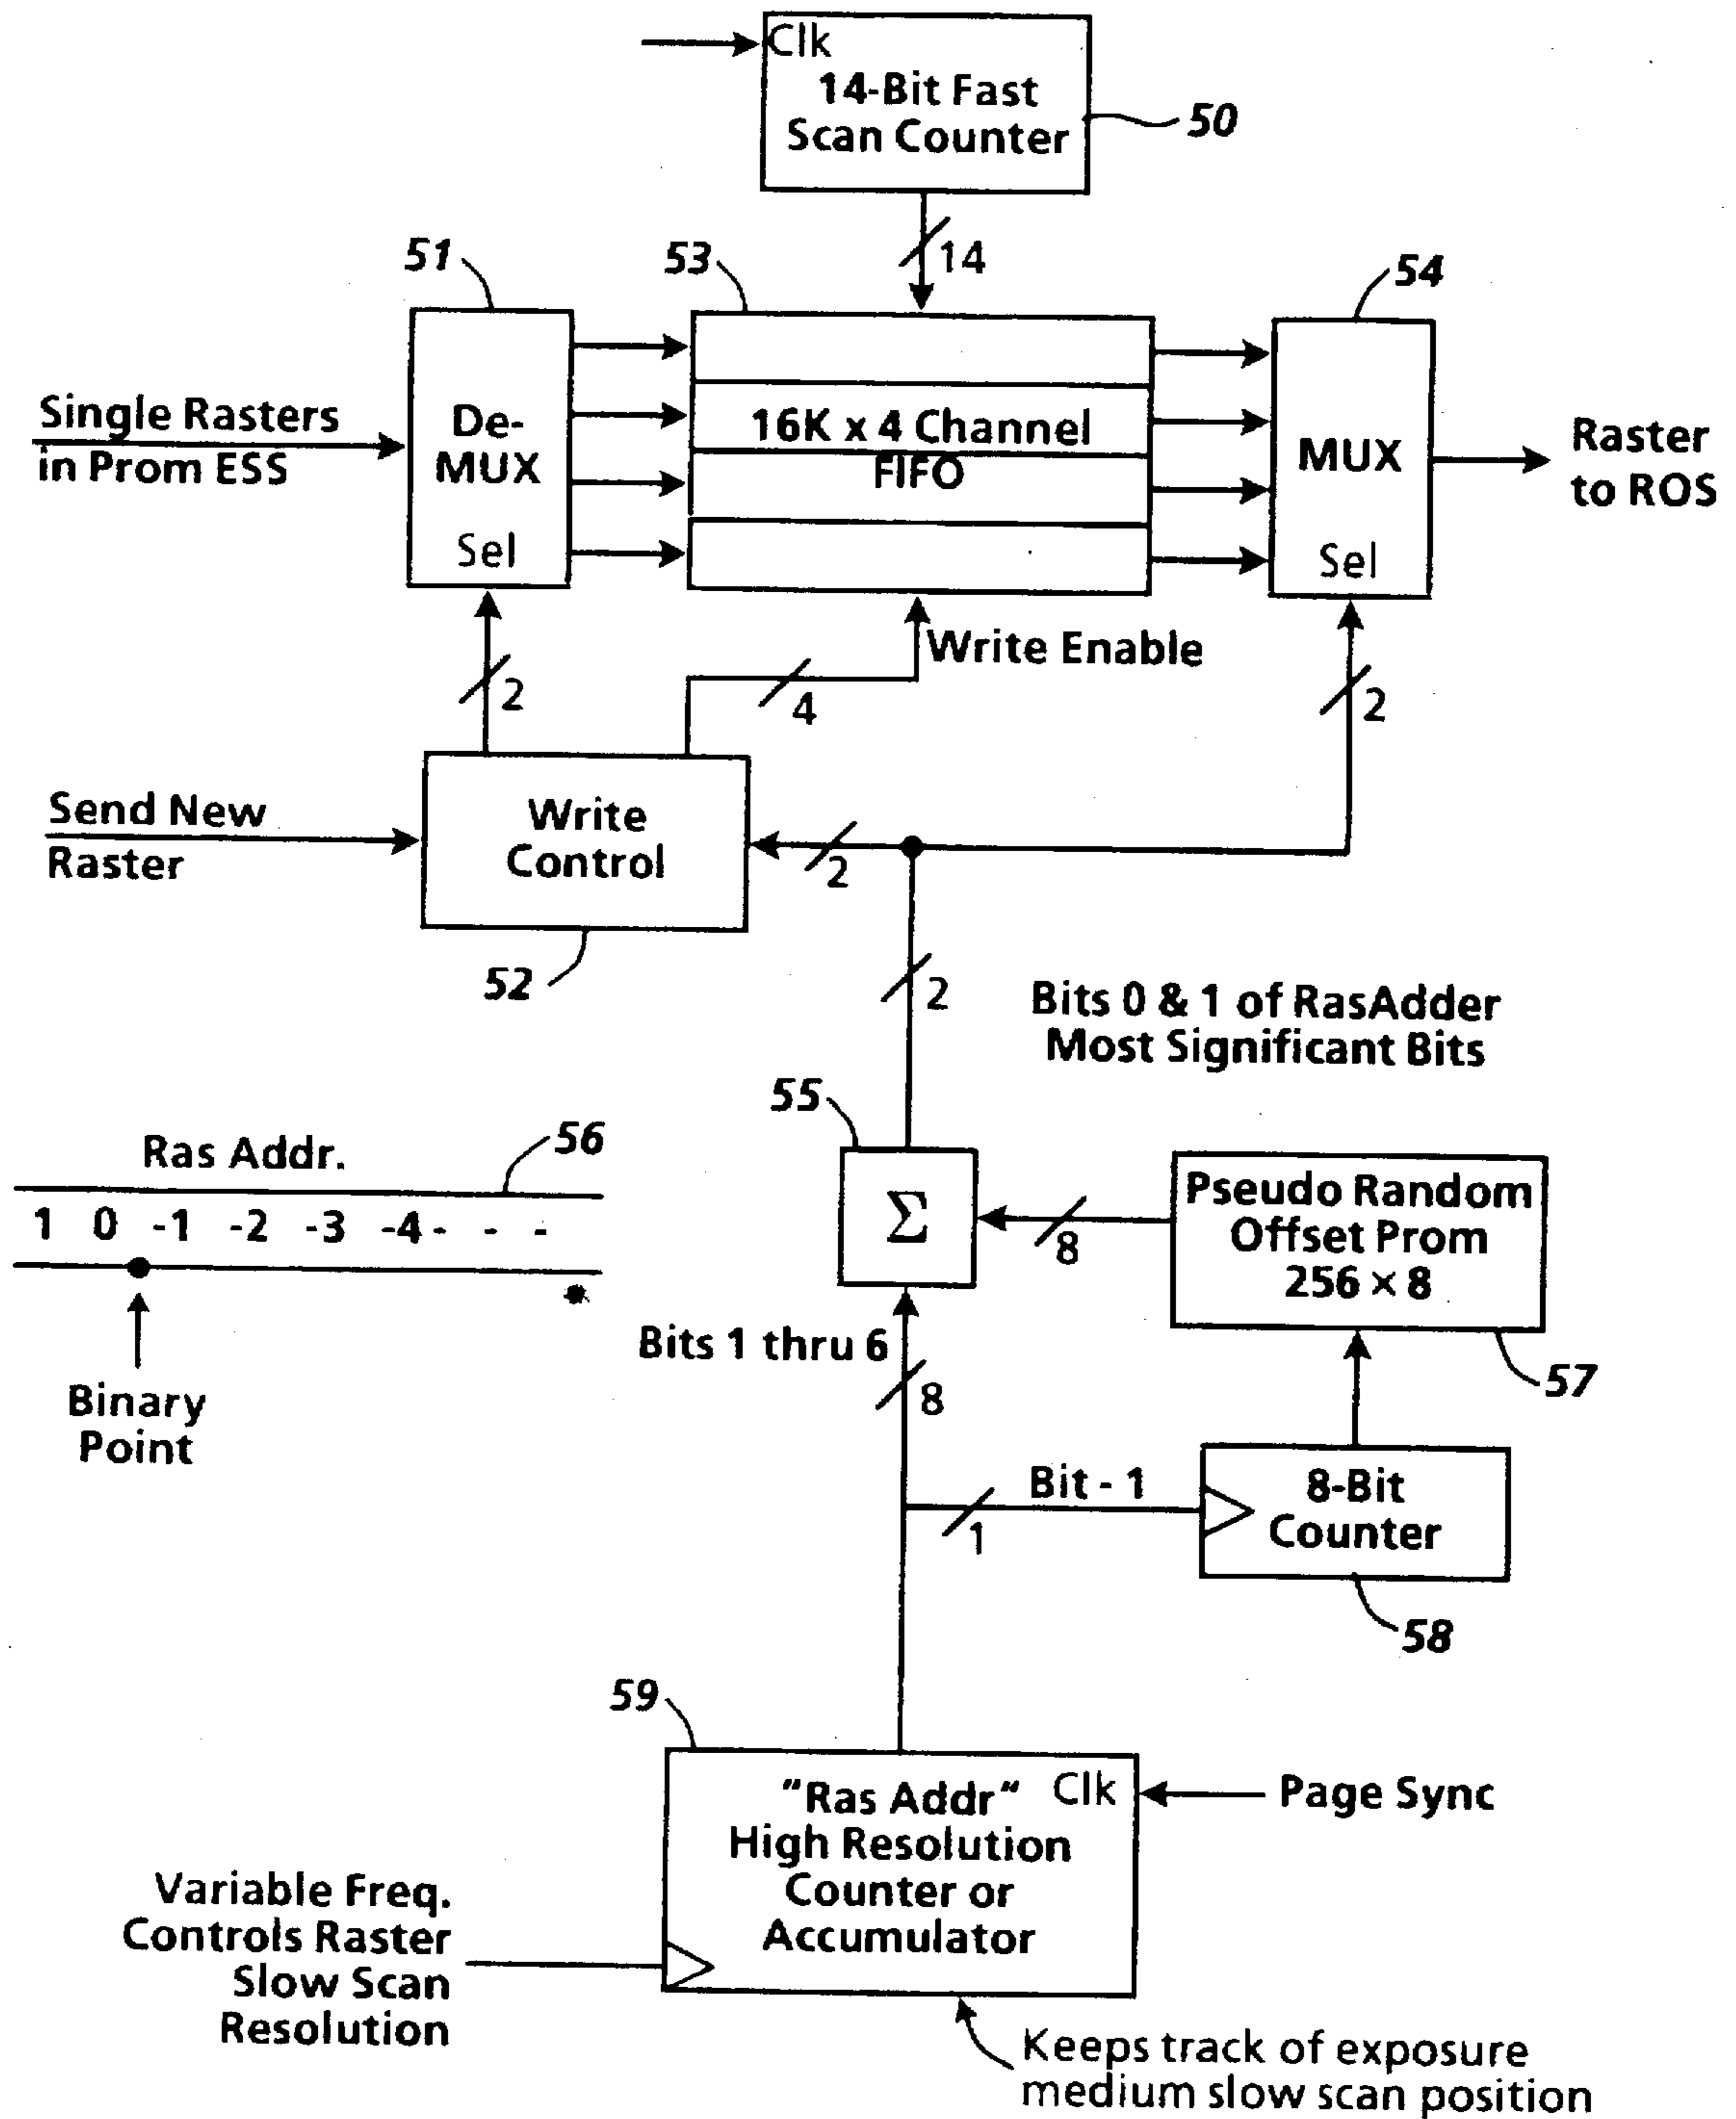 Clk
14-Bit Fast
Scan Counter
50
14
51
53
54
Single Rasters
in Prom ESS
De-
MUX
Sel
16K x 4 Channel
FIFO
MUX
Sel
Raster
to ROS
Write Enable
2
4
2
Send New
Raster
Write
Control
2
52
2
Bits 0 & 1 of RasAdder
Most Significant Bits
55
56
Ras Addr.
1 0 -1 -2 -3 -4 - - -
Binary
Point
Σ
8
Pseudo Random
Offset Prom
256 × 8
57
Bits 1 thru 6
8
Bit - 1
1
8-Bit
Counter
58
59
"Ras Addr"
Clk
High Resolution
Counter or
Accumulator
Page Sync
Variable Freq.
Controls Raster
Slow Scan
Resolution
Keeps track of exposure
medium slow scan position